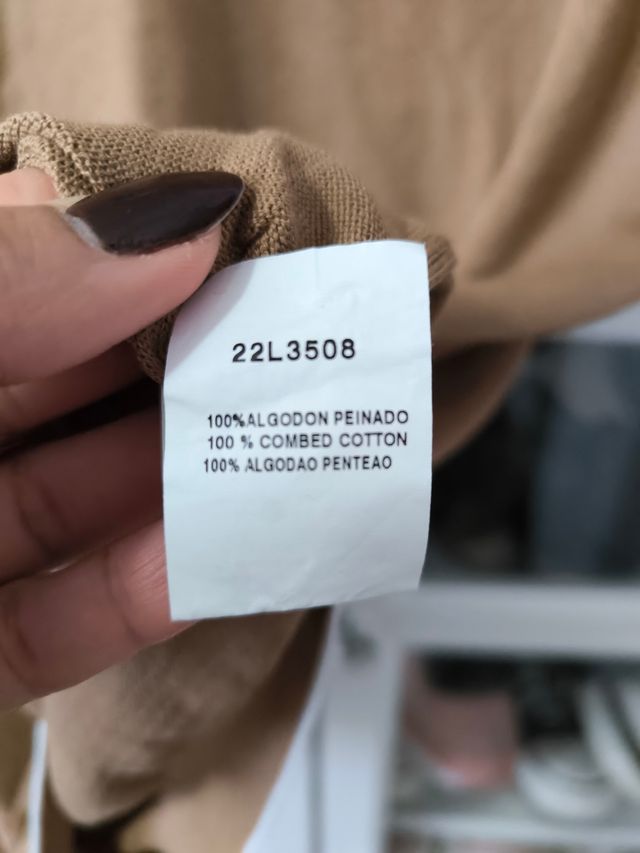 22L3508
100%ALGODON PEINADO
100 % COMBED COTTON
100% ALGODAO PENTEAO